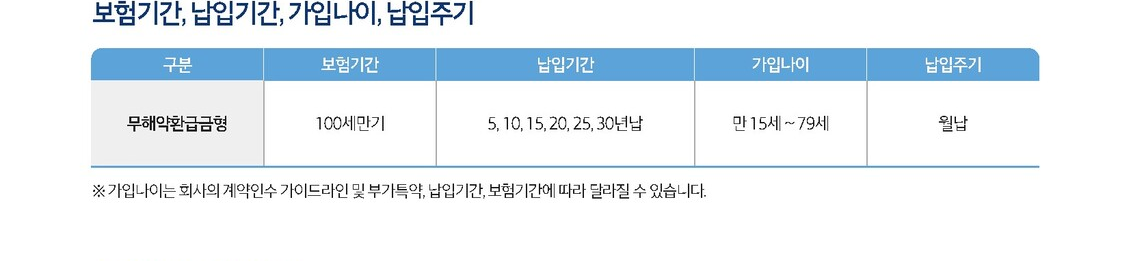 보험기간, 납입기간, 가입나이, 납입주기
구분 보험기간 납입기간 가입나이 납입주기
무해약환급금형 100세만기 5, 10, 15, 20, 25, 30년납 만 15세 ~ 79세 월납
※ 가입나이는 회사의 계약인수 가이드라인 및 부가특약, 납입기간, 보험기간에 따라 달라질 수 있습니다.